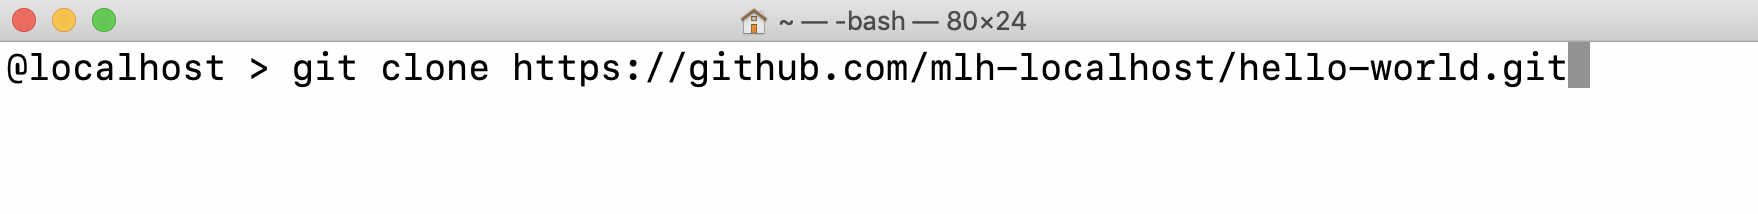 ~ — -bash — 80×24
@localhost > git clone https://github.com/mlh-localhost/hello-world.git